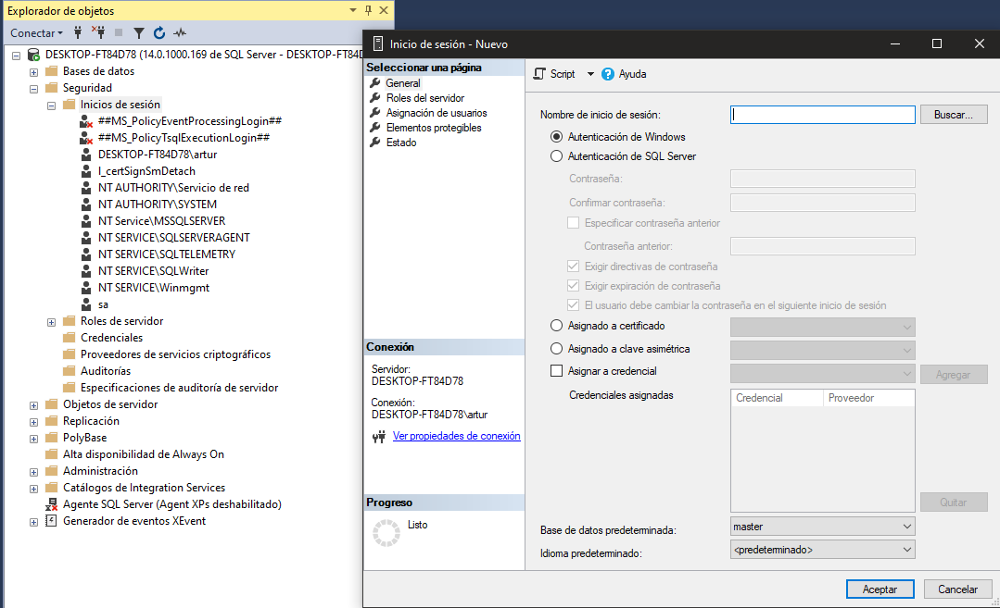 Explorador de objetos
Conectar
DESKTOP-FT84D78 (14.0.1000.169 de SQL Server - DESKTOP-FT84D
Bases de datos
Seguridad
Inicios de sesión
##MS_PolicyEventProcessingLogin##
##MS_PolicyTsqlExecutionLogin##
DESKTOP-FT84D78\artur
I_certSignSmDetach
NT AUTHORITY\Servicio de red
NT AUTHORITY\SYSTEM
NT Service\MSSQLSERVER
NT SERVICE\SQLSERVERAGENT
NT SERVICE\SQLTELEMETRY
NT SERVICE\SQLWriter
NT SERVICE\Winmgmt
sa
Roles de servidor
Credenciales
Proveedores de servicios criptográficos
Auditorías
Especificaciones de auditoría de servidor
Objetos de servidor
Replicación
PolyBase
Alta disponibilidad de Always On
Administración
Catálogos de Integration Services
Agente SQL Server (Agent XPs deshabilitado)
Generador de eventos XEvent
Inicio de sesión - Nuevo
Seleccionar una página
General
Roles del servidor
Asignación de usuarios
Elementos protegibles
Estado
Conexión
Servidor:
DESKTOP-FT84D78
Conexión:
DESKTOP-FT84D78\artur
Ver propiedades de conexión
Progreso
Listo
Script
Ayuda
Nombre de inicio de sesión:
Buscar...
Autenticación de Windows
Autenticación de SQL Server
Contraseña:
Confirmar contraseña:
Especificar contraseña anterior
Contraseña anterior:
Exigir directivas de contraseña
Exigir expiración de contraseña
El usuario debe cambiar la contraseña en el siguiente inicio de sesión
Asignado a certificado
Asignado a clave asimétrica
Asignar a credencial
Agregar
Credenciales asignadas
Credencial Proveedor
Quitar
Base de datos predeterminada: master
Idioma predeterminado: <predeterminado>
Aceptar Cancelar